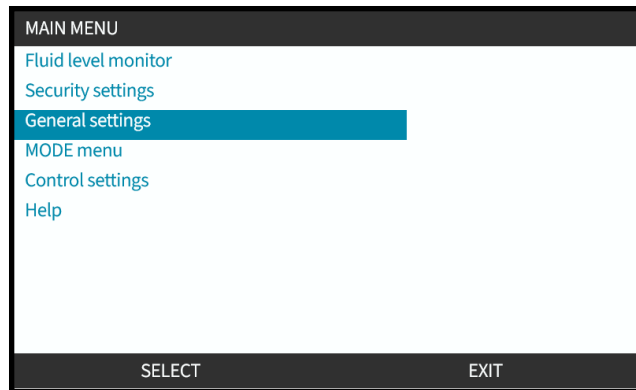 MAIN MENU
Fluid level monitor
Security settings
General settings
MODE menu
Control settings
Help
SELECT EXIT